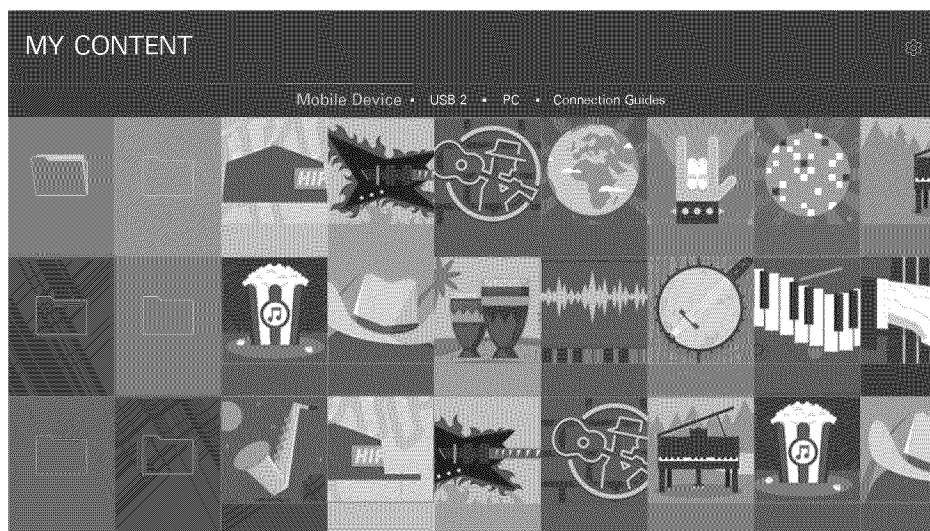 MY CONTENT
Mobile Device • USB 2 • PC • Connection Guides
HIP
HIP